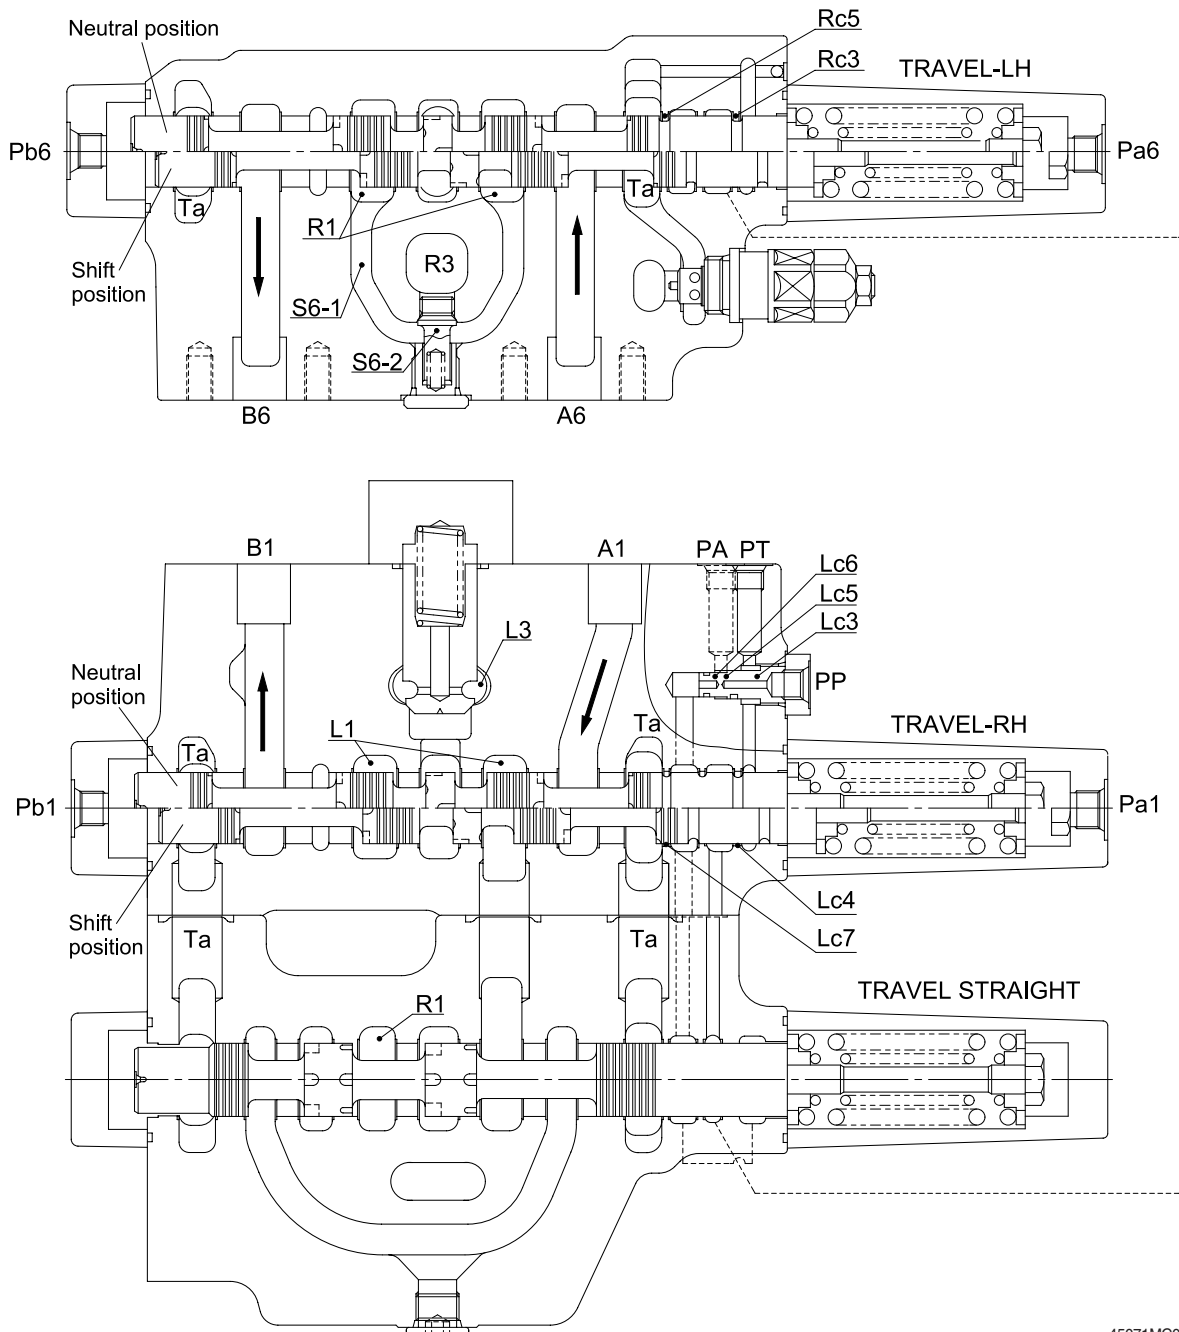 Rc5
Neutral position
Rc3
TRAVEL-LH
Pb6
Pa6
Ta
Ta
R1
R3
Shift
position
S6-1
S6-2
B6
A6
B1
A1
PA
PT
Lc6
Lc5
Lc3
L3
Neutral
position
PP
Ta
L1
Ta
TRAVEL-RH
Pb1
Pa1
Lc4
Shift
position
Ta
Ta
Lc7
TRAVEL STRAIGHT
R1